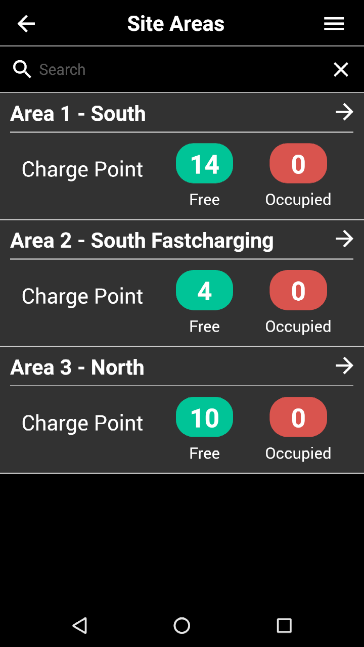 Site Areas
Search
Area 1 - South
Charge Point
14
0
Free
Occupied
Area 2 - South Fastcharging
Charge Point
4
0
Free
Occupied
Area 3 - North
Charge Point
10
0
Free
Occupied